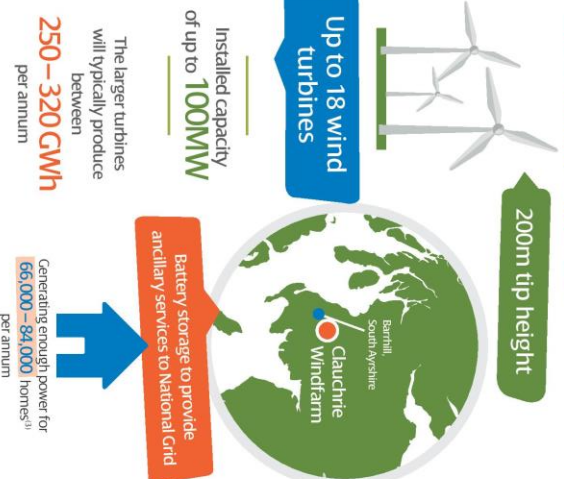 200m tip height
Up to 18 wind
turbines
Installed capacity
of up to 100MW
The larger turbines
will typically produce
between
250 – 320 GWh
per annum
Barrhill,
South Ayrshire
Clauchrie
Windfarm
Battery storage to provide
ancillary services to National Grid
Generating enough power for
66,000 – 84,000 homes⁽¹⁾
per annum